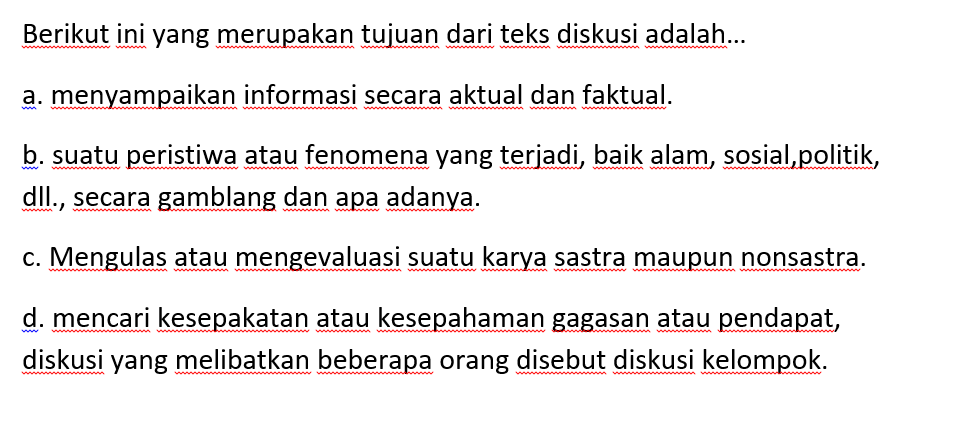 Berikut ini yang merupakan tujuan dari teks diskusi adalah...
a. menyampaikan informasi secara aktual dan faktual.
b. suatu peristiwa atau fenomena yang terjadi, baik alam, sosial,politik,
dll., secara gamblang dan apa adanya.
c. Mengulas atau mengevaluasi suatu karya sastra maupun nonsastra.
d. mencari kesepakatan atau kesepahaman gagasan atau pendapat,
diskusi yang melibatkan beberapa orang disebut diskusi kelompok.